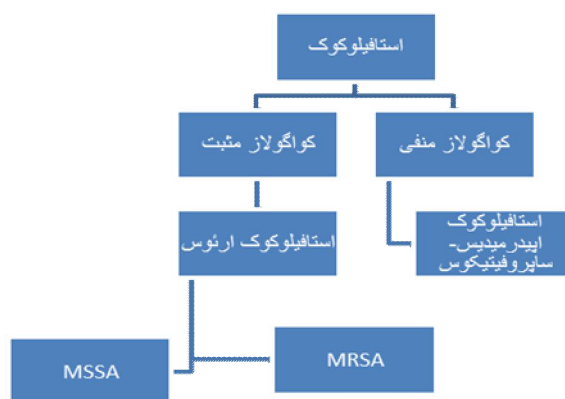 استافیلوکوک
کواگولاز منفی
کواگولاز مثبت
استافیلوکوک
اپیدرمیدیس-
ساپروفیتیکوس
استافیلوکوک ارئوس
MRSA
MSSA